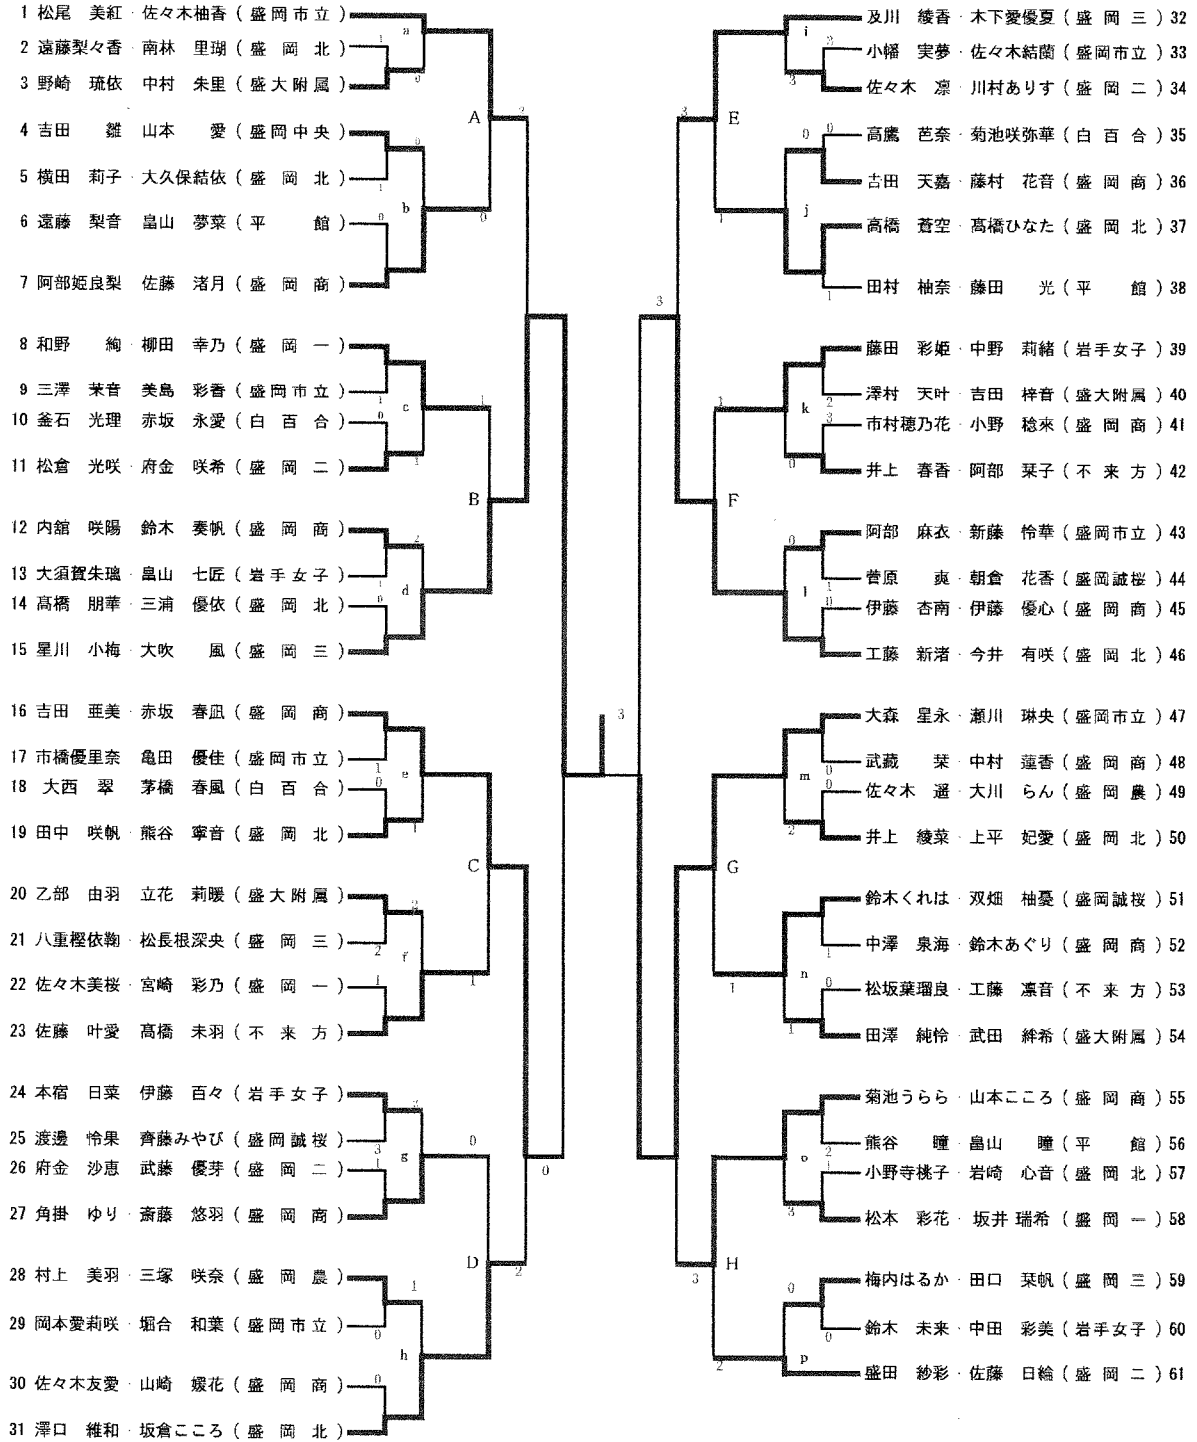 1 松尾 美紅 · 佐々木柚香 ( 盛岡市立 )
2 遠藤梨々香 · 南林 里瑚 ( 盛 岡 北 )
3 野崎 琉依 中村 朱里 ( 盛大附属 )
4 吉田 雛 山本 愛 ( 盛岡中央 )
5 横田 莉子 · 大久保結依 ( 盛 岡 北 )
6 遠藤 梨音 畠山 夢菜 ( 平 館 )
7 阿部姫良梨 佐藤 渚月 ( 盛 岡 商 )
8 和野 絢 · 柳田 幸乃 ( 盛 岡 一 )
9 三澤 茉音 美島 彩香 ( 盛岡市立 )
10 釜石 光理 赤坂 永愛 ( 白 百 合 )
11 松倉 光咲 · 府金 咲希 ( 盛 岡 二 )
12 内舘 咲陽 鈴木 奏帆 ( 盛 岡 商 )
13 大須賀朱璃 · 畠山 七匠 ( 岩手女子 )
14 髙橋 朋華 · 三浦 優依 ( 盛 岡 北 )
15 星川 小梅 · 大吹 風 ( 盛 岡 三 )
16 吉田 亜美 · 赤坂 春凪 ( 盛 岡 商 )
17 市橋優里奈 亀田 優佳 ( 盛岡市立 )
18 大西 翠 茅橋 春風 ( 白 百 合 )
19 田中 咲帆 · 熊谷 寧音 ( 盛 岡 北 )
20 乙部 由羽 立花 莉暖 ( 盛大附属 )
21 八重樫依鞠 · 松長根深央 ( 盛 岡 三 )
22 佐々木美桜 · 宮崎 彩乃 ( 盛 岡 一 )
23 佐藤 叶愛 髙橋 未羽 ( 不 来 方 )
24 本宿 日菜 伊藤 百々 ( 岩手女子 )
25 渡邊 怜果 齊藤みやび ( 盛岡誠桜 )
26 府金 沙恵 武藤 優芽 ( 盛 岡 二 )
27 角掛 ゆり · 斎藤 悠羽 ( 盛 岡 商 )
28 村上 美羽 · 三塚 咲奈 ( 盛 岡 農 )
29 岡本愛莉咲 · 堀合 和葉 ( 盛岡市立 )
30 佐々木友愛 · 山崎 媛花 ( 盛 岡 商 )
31 澤口 維和 · 坂倉こころ ( 盛 岡 北 )
a
A
b
c
B
d
e
C
f
g
D
h
3
i
E
j
k
F
l
m
G
n
o
H
p
及川 綾香 · 木下愛優夏 ( 盛 岡 三 ) 32
小幡 実夢 · 佐々木結蘭 ( 盛岡市立 ) 33
佐々木 凛 · 川村ありす ( 盛 岡 二 ) 34
高鷹 芭奈 · 菊池咲弥華 ( 白 百 合 ) 35
吉田 天嘉 · 藤村 花音 ( 盛 岡 商 ) 36
高橋 蒼空 · 髙橋ひなた ( 盛 岡 北 ) 37
田村 柚奈 · 藤田 光 ( 平 館 ) 38
藤田 彩姫 · 中野 莉緒 ( 岩手女子 ) 39
澤村 天叶 · 吉田 梓音 ( 盛大附属 ) 40
市村穂乃花 · 小野 稔來 ( 盛 岡 商 ) 41
井上 春香 · 阿部 栞子 ( 不 来 方 ) 42
阿部 麻衣 · 新藤 怜華 ( 盛岡市立 ) 43
菅原 爽 · 朝倉 花香 ( 盛岡誠桜 ) 44
伊藤 杏南 · 伊藤 優心 ( 盛 岡 商 ) 45
工藤 新渚 · 今井 有咲 ( 盛 岡 北 ) 46
大森 星永 · 瀬川 琳央 ( 盛岡市立 ) 47
武藏 栞 · 中村 蓮香 ( 盛 岡 商 ) 48
佐々木 遥 · 大川 らん ( 盛 岡 農 ) 49
井上 綾菜 · 上平 妃愛 ( 盛 岡 北 ) 50
鈴木くれは · 双畑 柚憂 ( 盛岡誠桜 ) 51
中澤 泉海 · 鈴木あぐり ( 盛 岡 商 ) 52
松坂葉瑠良 · 工藤 凛音 ( 不 来 方 ) 53
田澤 純怜 · 武田 絆希 ( 盛大附属 ) 54
菊池うらら · 山本こころ ( 盛 岡 商 ) 55
熊谷 瞳 · 畠山 瞳 ( 平 館 ) 56
小野寺桃子 · 岩崎 心音 ( 盛 岡 北 ) 57
松本 彩花 · 坂井 瑞希 ( 盛 岡 一 ) 58
梅内はるか · 田口 栞帆 ( 盛 岡 三 ) 59
鈴木 未来 · 中田 彩美 ( 岩手女子 ) 60
盛田 紗彩 · 佐藤 日綸 ( 盛 岡 二 ) 61